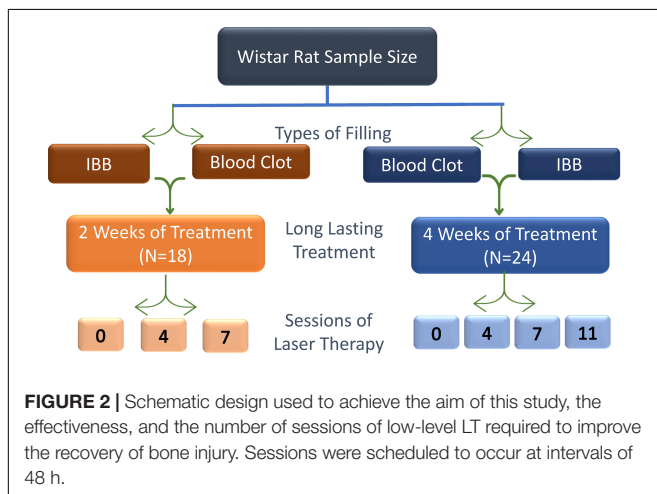 Wistar Rat Sample Size
Types of Filling
IBB
Blood Clot
Blood Clot
IBB
2 Weeks of Treatment
(N=18)
Long Lasting
Treatment
4 Weeks of Treatment
(N=24)
Sessions of
Laser Therapy
0 4 7
0 4 7 11
FIGURE 2 | Schematic design used to achieve the aim of this study, the
effectiveness, and the number of sessions of low-level LT required to improve
the recovery of bone injury. Sessions were scheduled to occur at intervals of
48 h.